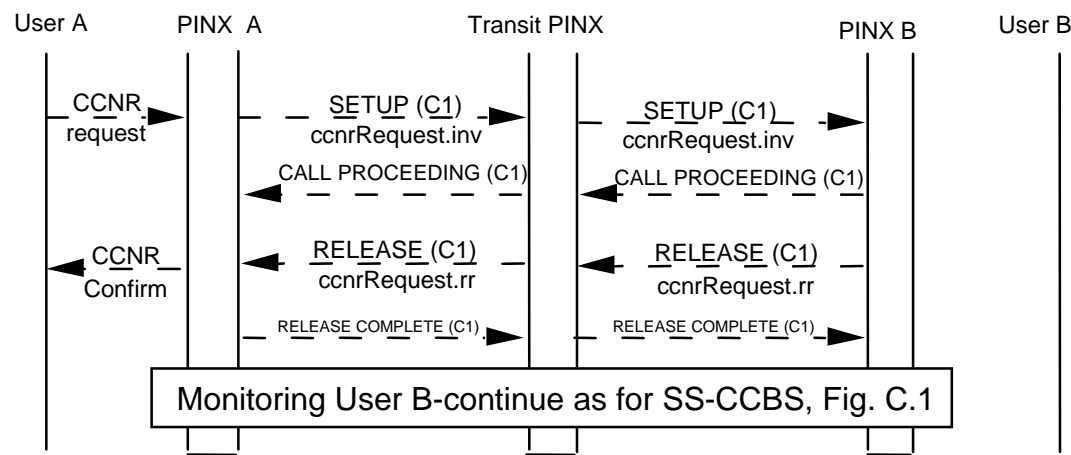 User A
PINX A
Transit PINX
PINX B
User B
CCNR
request
SETUP (C1)
ccnrRequest.inv
SETUP (C1)
ccnrRequest.inv
CALL PROCEEDING (C1)
CALL PROCEEDING (C1)
CCNR
Confirm
RELEASE (C1)
ccnrRequest.rr
RELEASE (C1)
ccnrRequest.rr
RELEASE COMPLETE (C1)
RELEASE COMPLETE (C1)
Monitoring User B-continue as for SS-CCBS, Fig. C.1